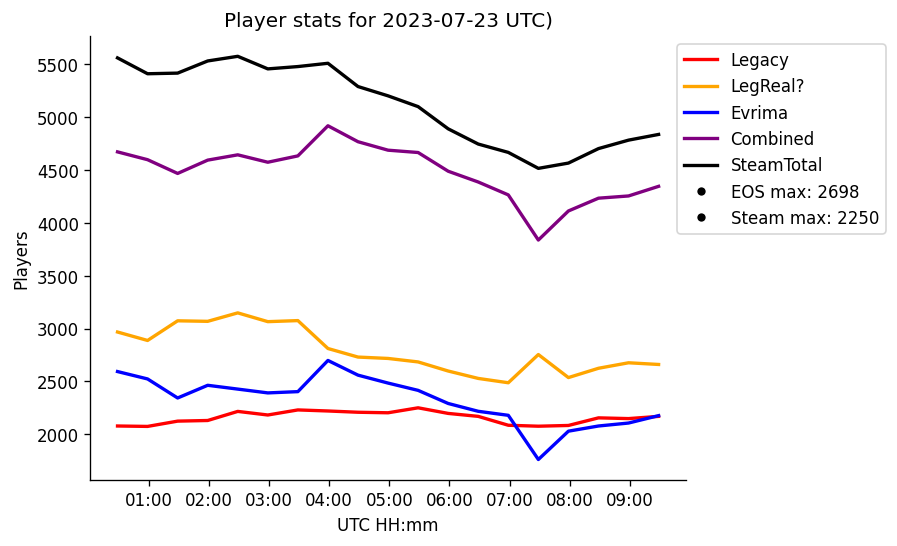 Player stats for 2023-07-23 UTC)
Legacy
LegReal?
Evrima
Combined
SteamTotal
EOS max: 2698
Steam max: 2250
Players
5500
5000
4500
4000
3500
3000
2500
2000
01:00 02:00 03:00 04:00 05:00 06:00 07:00 08:00 09:00
UTC HH:mm